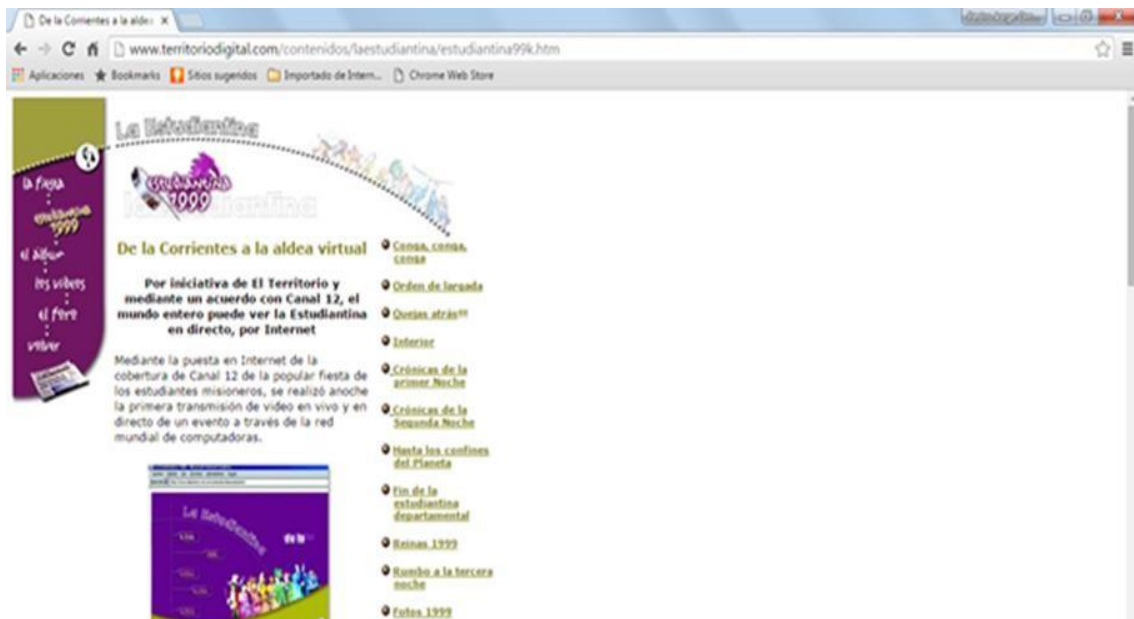 De la Corrientes a la aldea
www.territoriodigital.com/contenidos/laestudiantina/estudiantina99k.htm
Aplicaciones Bookmarks Sitios sugeridos Importado de Intern... Chrome Web Store
La Estudiantina
estudiantina
1999
la fiesta
estudiantina
1999
el álbum
los videos
el foro
volver
De la Corrientes a la aldea virtual
Por iniciativa de El Territorio y
mediante un acuerdo con Canal 12, el
mundo entero puede ver la Estudiantina
en directo, por Internet
Mediante la puesta en Internet de la
cobertura de Canal 12 de la popular fiesta de
los estudiantes misioneros, se realizó anoche
la primera transmisión de video en vivo y en
directo de un evento a través de la red
mundial de computadoras.
La Estudiantina
de la
Conga, conga,
conga
Orden de largada
Quejas atrás!!!
Interior
Crónicas de la
primer Noche
Crónicas de la
Segunda Noche
Hasta los confines
del Planeta
Fin de la
estudiantina
departamental
Reinas 1999
Rumbo a la tercera
noche
Fotos 1999